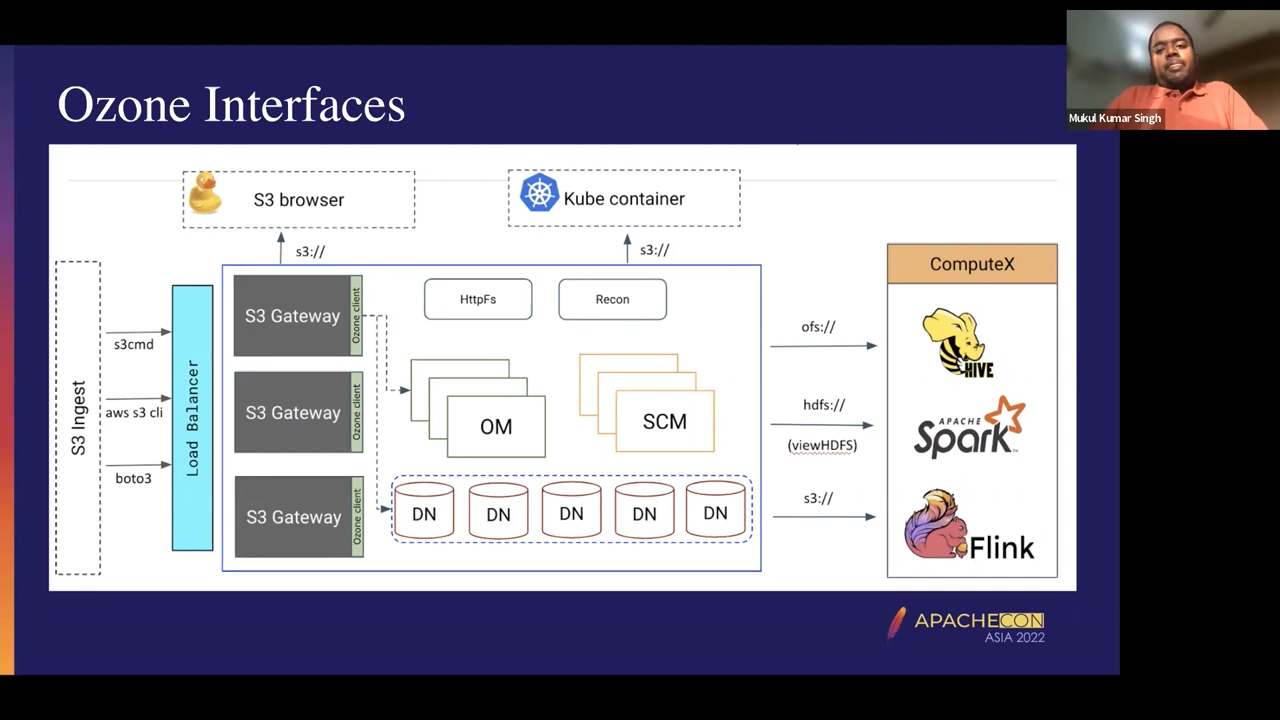 Mukul Kumar Singh
Ozone Interfaces
S3 browser
Kube container
s3://
s3://
S3 Ingest
s3cmd
aws s3 cli
boto3
Load Balancer
S3 Gateway
Ozone client
S3 Gateway
Ozone client
S3 Gateway
Ozone client
HttpFs
Recon
OM
SCM
DN
DN
DN
DN
DN
ofs://
hdfs://
(viewHDFS)
s3://
ComputeX
HIVE
APACHE
Spark
Flink
APACHECON
ASIA 2022